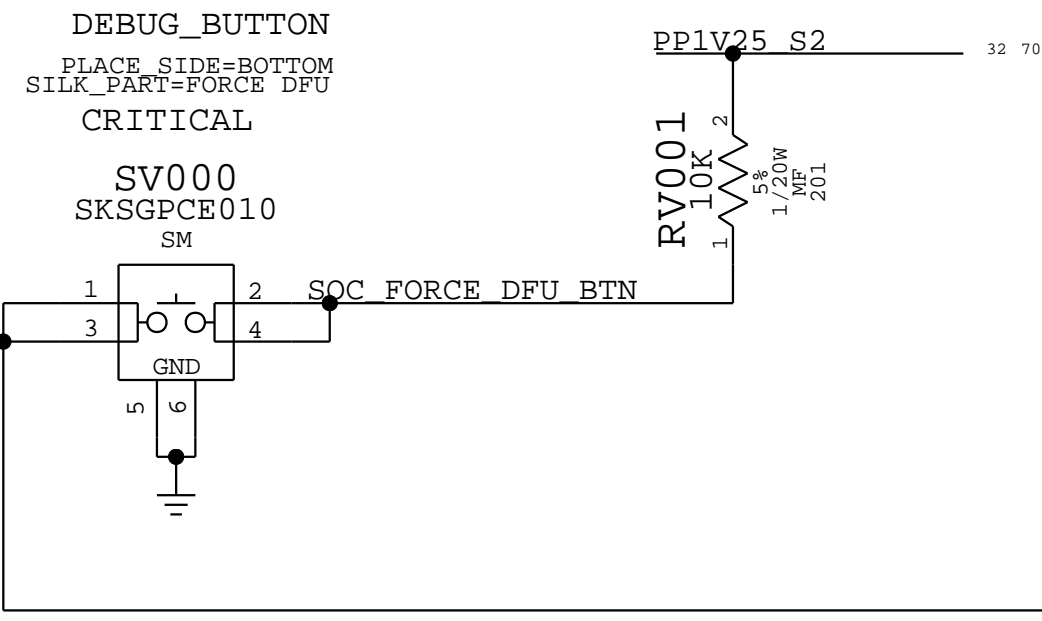 DEBUG_BUTTON
PLACE_SIDE=BOTTOM
SILK_PART=FORCE DFU
CRITICAL
SV000
SKSGPCE010
SM
1
2
3
4
GND
5
6
SOC_FORCE_DFU_BTN
PP1V25_S2
32 70
RV001
10K
2
1
5%
1/20W
MF
201